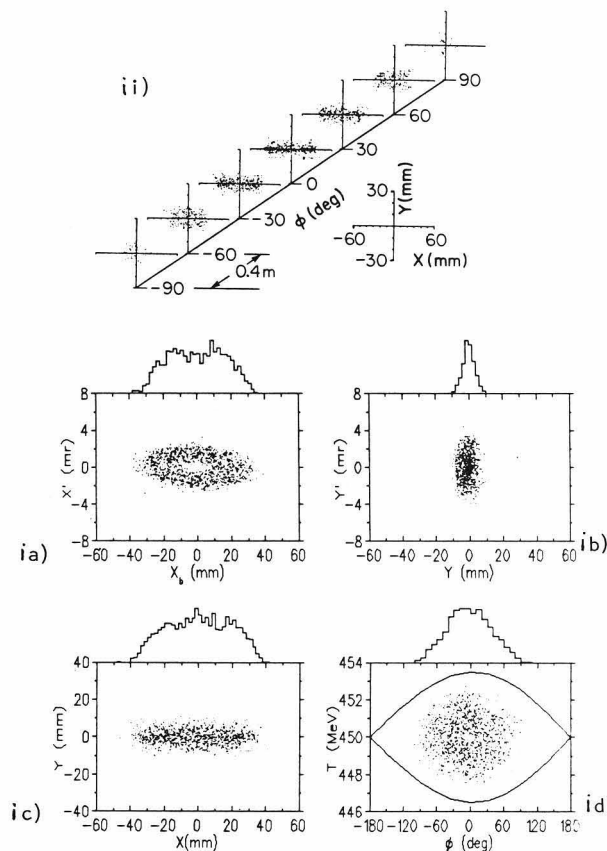 ii)
90
60
30
0
-30
-60
-90
φ(deg)
0.4m
30
Y(mm)
-60
60
-30
X(mm)
8
4
0
-4
-8
X' (mr)
-60 -40 -20 0 20 40 60
X_b (mm)
ia)
8
4
0
-4
-8
Y' (mr)
-60 -40 -20 0 20 40 60
Y (mm)
ib)
40
20
0
-20
-40
Y (mm)
-60 -40 -20 0 20 40 60
X(mm)
ic)
454
452
450
448
446
T (MeV)
-180 -120 -60 0 60 120 180
φ (deg)
id)